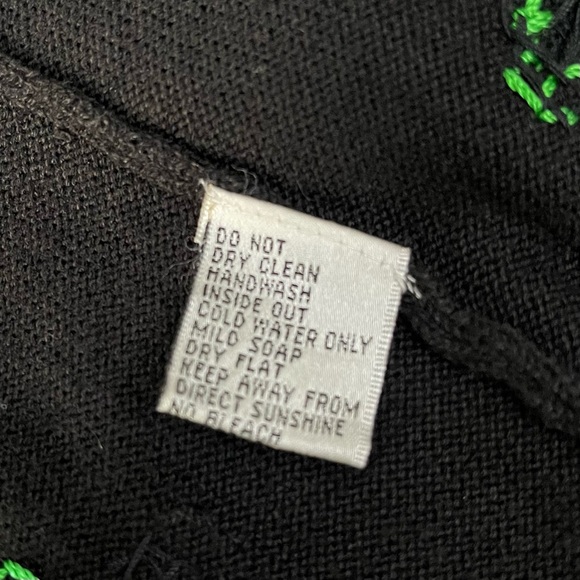 DO NOT
DRY CLEAN
HANDWASH
INSIDE OUT
COLD WATER ONLY
MILD SOAP
DRY FLAT
KEEP AWAY FROM
DIRECT SUNSHINE
NO BLEACH